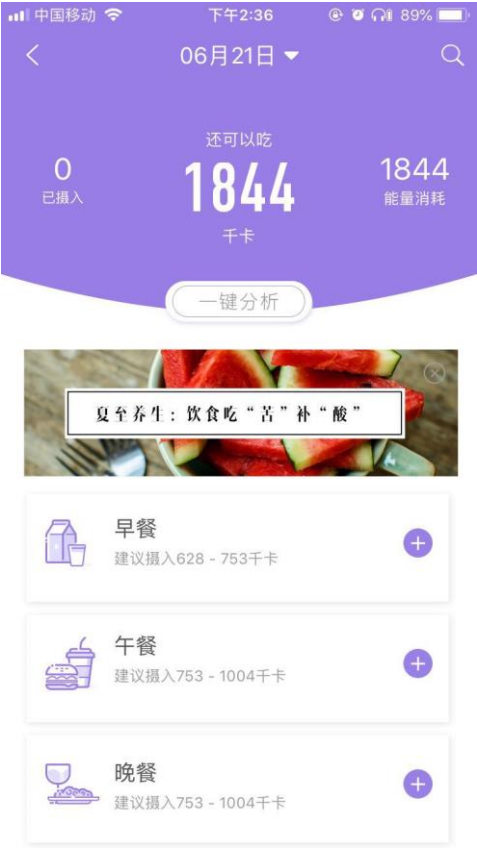 中国移动 下午2:36 89%
06月21日
还可以吃
0 1844 1844
已摄入 能量消耗
千卡
一键分析
夏至养生：饮食吃“苦”补“酸”
早餐
建议摄入628 - 753千卡
午餐
建议摄入753 - 1004千卡
晚餐
建议摄入753 - 1004千卡